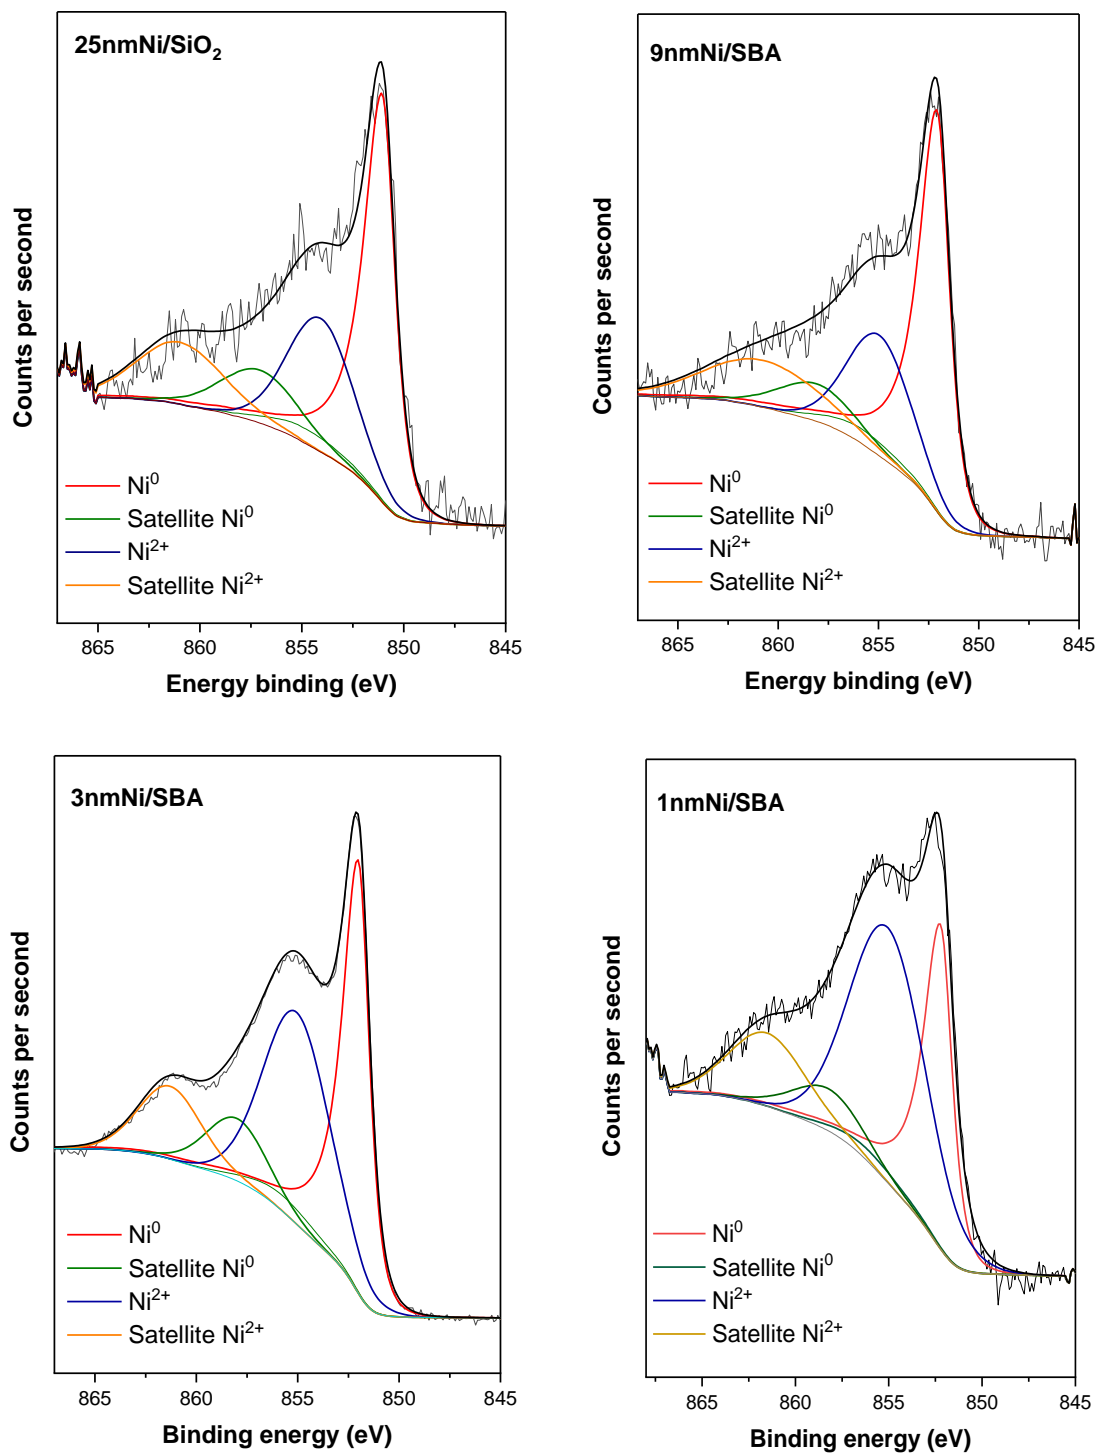 25nmNi/SiO₂
Counts per second
Ni⁰
Satellite Ni⁰
Ni²⁺
Satellite Ni²⁺
865 860 855 850 845
Energy binding (eV)
9nmNi/SBA
Counts per second
Ni⁰
Satellite Ni⁰
Ni²⁺
Satellite Ni²⁺
865 860 855 850 845
Energy binding (eV)
3nmNi/SBA
Counts per second
Ni⁰
Satellite Ni⁰
Ni²⁺
Satellite Ni²⁺
865 860 855 850 845
Binding energy (eV)
1nmNi/SBA
Counts per second
Ni⁰
Satellite Ni⁰
Ni²⁺
Satellite Ni²⁺
865 860 855 850 845
Binding energy (eV)